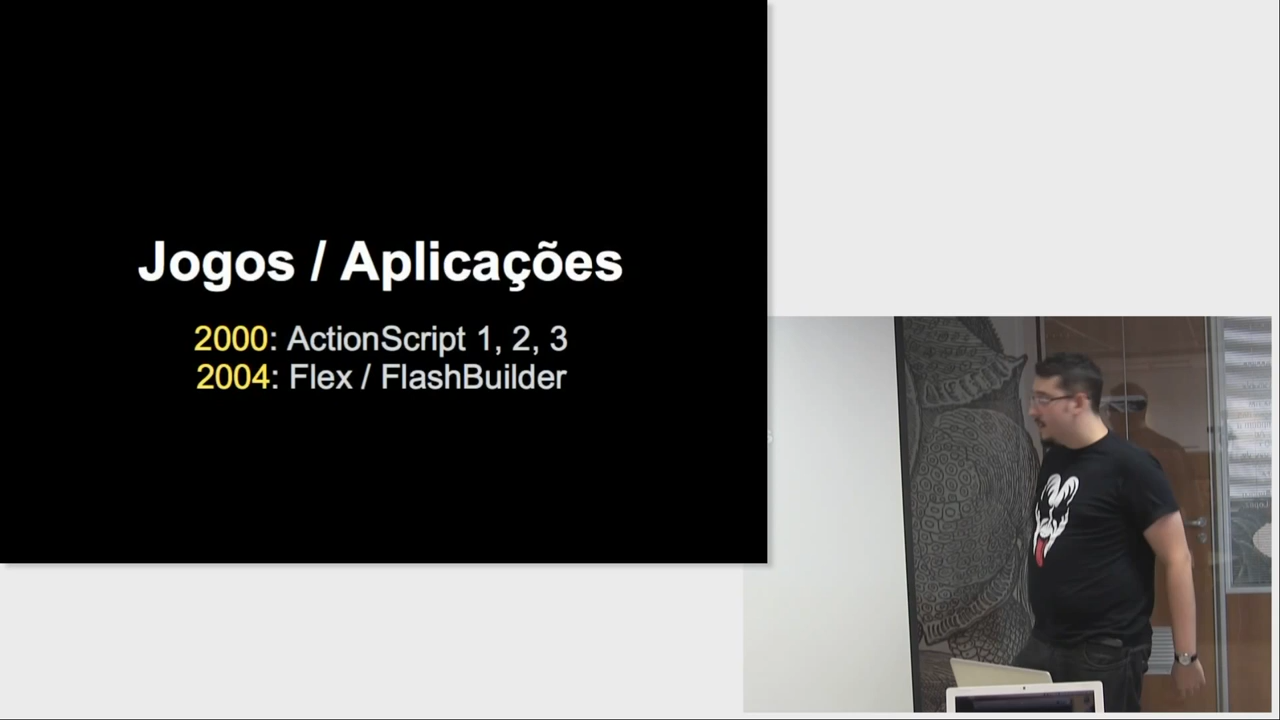 Jogos / Aplicações
2000: ActionScript 1, 2, 3
2004: Flex / FlashBuilder